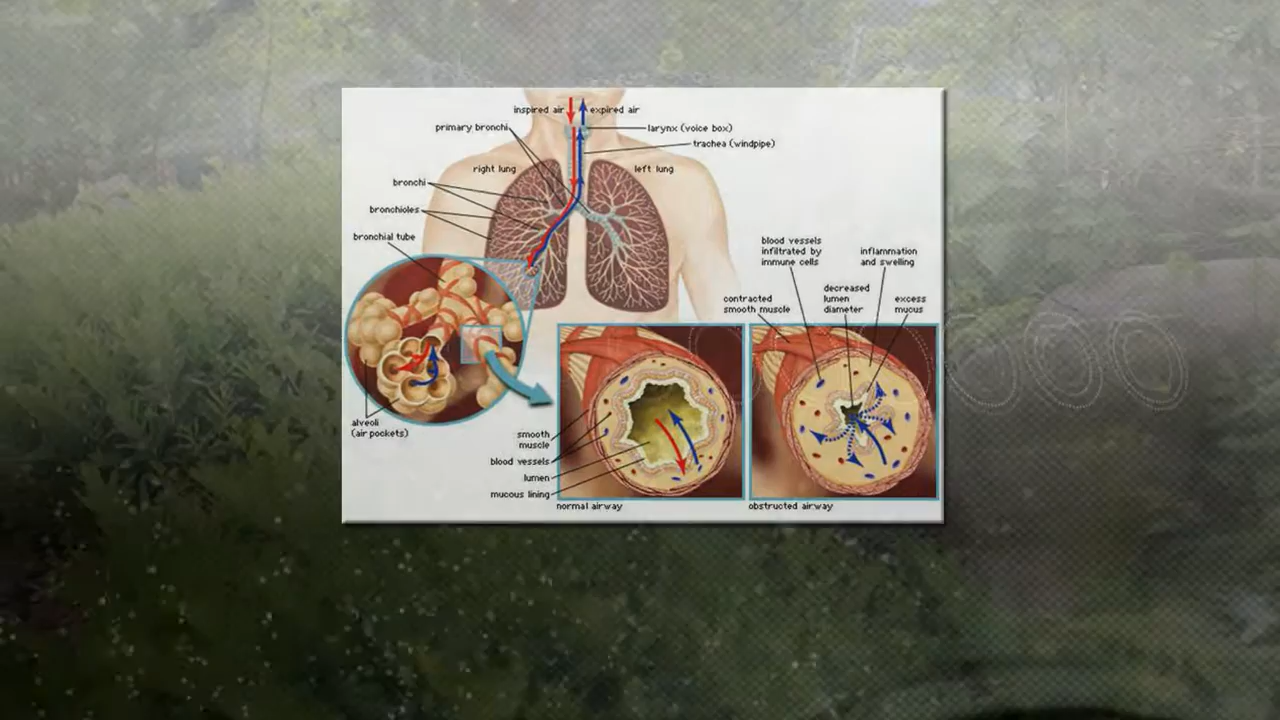 inspired air
expired air
primary bronchi
larynx (voice box)
trachea (windpipe)
right lung
left lung
bronchi
bronchioles
bronchial tube
blood vessels
infiltrated by
immune cells
inflammation
and swelling
contracted
smooth muscle
decreased
lumen
diameter
excess
mucus
alveoli
(air pockets)
smooth
muscle
blood vessels
lumen
mucous lining
normal airway
obstructed airway